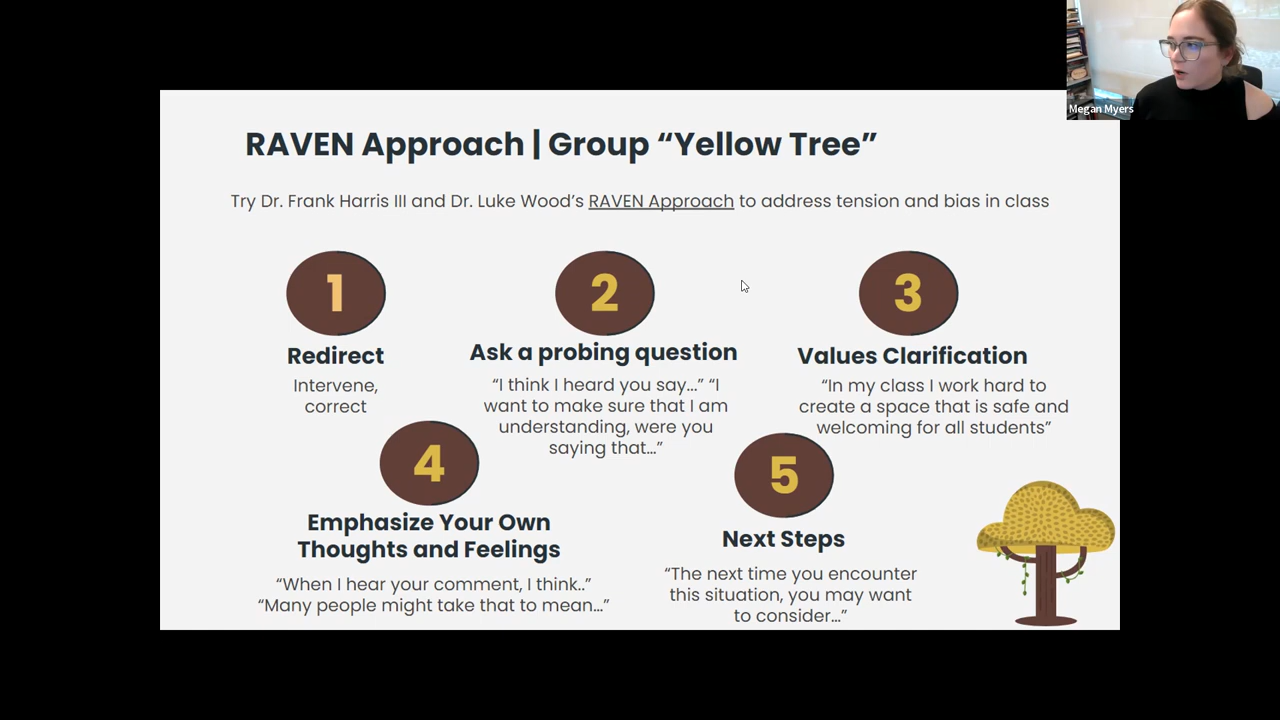 Megan Myers
RAVEN Approach | Group “Yellow Tree”
Try Dr. Frank Harris III and Dr. Luke Wood’s RAVEN Approach to address tension and bias in class
1
Redirect
Intervene,
correct
2
Ask a probing question
“I think I heard you say...” “I
want to make sure that I am
understanding, were you
saying that...”
3
Values Clarification
“In my class I work hard to
create a space that is safe and
welcoming for all students”
4
Emphasize Your Own
Thoughts and Feelings
“When I hear your comment, I think..”
“Many people might take that to mean...”
5
Next Steps
“The next time you encounter
this situation, you may want
to consider...”